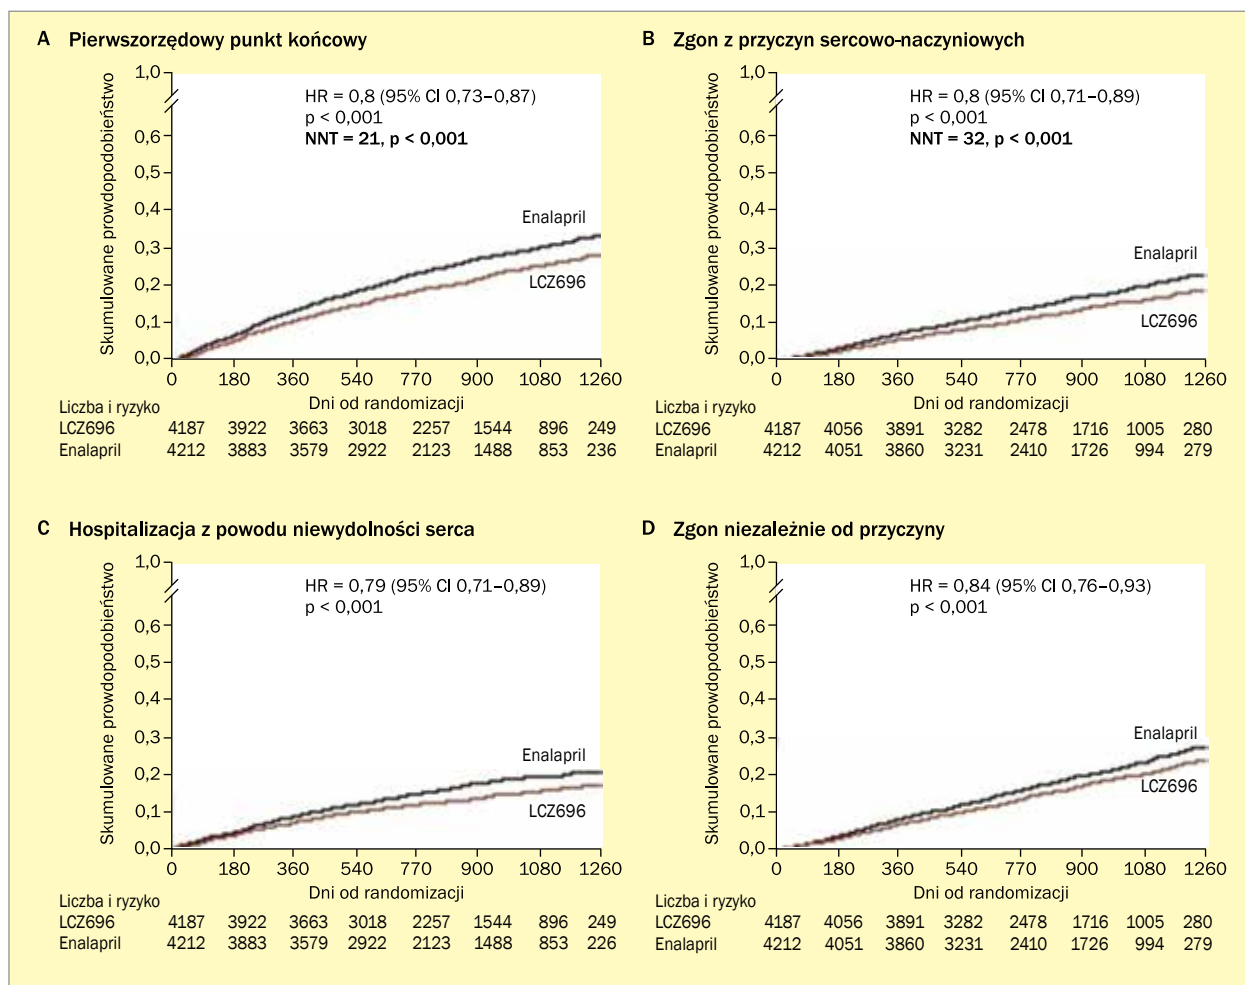 A Pierwszorzędowy punkt końcowy
Skumulowane prowdopodobieństwo
1,0
0,6
0,5
0,4
0,3
0,2
0,1
0,0
HR = 0,8 (95% CI 0,73–0,87)
p < 0,001
NNT = 21, p < 0,001
Enalapril
LCZ696
0 180 360 540 770 900 1080 1260
Dni od randomizacji
Liczba i ryzyko
LCZ696 4187 3922 3663 3018 2257 1544 896 249
Enalapril 4212 3883 3579 2922 2123 1488 853 236
B Zgon z przyczyn sercowo-naczyniowych
Skumulowane prowdopodobieństwo
1,0
0,6
0,5
0,4
0,3
0,2
0,1
0,0
HR = 0,8 (95% CI 0,71–0,89)
p < 0,001
NNT = 32, p < 0,001
Enalapril
LCZ696
0 180 360 540 770 900 1080 1260
Dni od randomizacji
Liczba i ryzyko
LCZ696 4187 4056 3891 3282 2478 1716 1005 280
Enalapril 4212 4051 3860 3231 2410 1726 994 279
C Hospitalizacja z powodu niewydolności serca
Skumulowane prowdopodobieństwo
1,0
0,6
0,5
0,4
0,3
0,2
0,1
0,0
HR = 0,79 (95% CI 0,71–0,89)
p < 0,001
Enalapril
LCZ696
0 180 360 540 770 900 1080 1260
Dni od randomizacji
Liczba i ryzyko
LCZ696 4187 3922 3663 3018 2257 1544 896 249
Enalapril 4212 3883 3579 2922 2123 1488 853 226
D Zgon niezależnie od przyczyny
Skumulowane prowdopodobieństwo
1,0
0,6
0,5
0,4
0,3
0,2
0,1
0,0
HR = 0,84 (95% CI 0,76–0,93)
p < 0,001
Enalapril
LCZ696
0 180 360 540 770 900 1080 1260
Dni od randomizacji
Liczba i ryzyko
LCZ696 4187 4056 3891 3282 2478 1716 1005 280
Enalapril 4212 4051 3860 3231 2410 1726 994 279